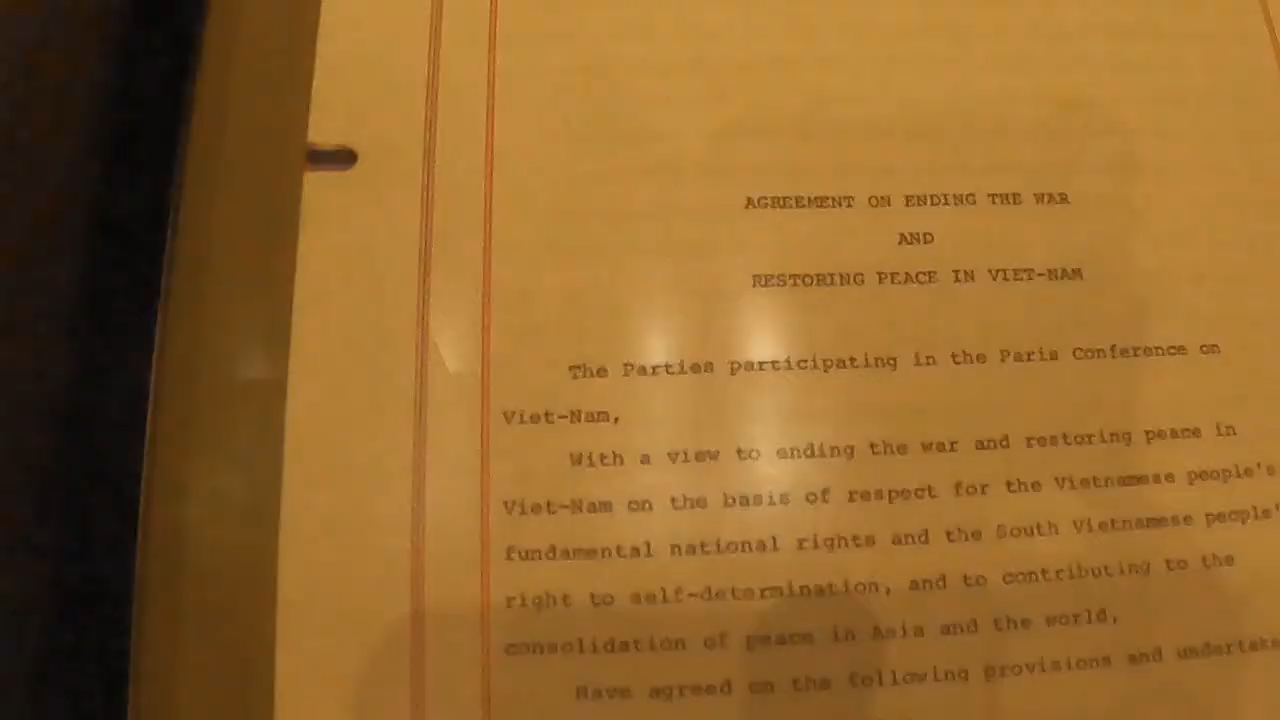 AGREEMENT ON ENDING THE WAR
AND
RESTORING PEACE IN VIET-NAM
The Parties participating in the Paris Conference on
Viet-Nam,
With a view to ending the war and restoring peace in
Viet-Nam on the basis of respect for the Vietnamese people's
fundamental national rights and the South Vietnamese people'
right to self-determination, and to contributing to the
consolidation of peace in Asia and the world,
Have agreed on the following provisions and undertake